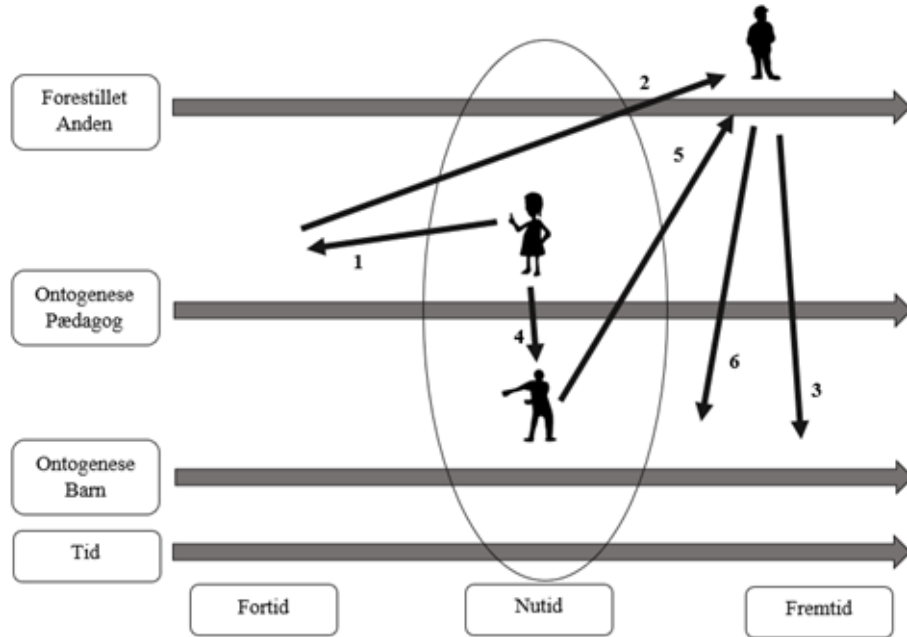 Forestillet
Anden
2
5
1
Ontogenese
Pædagog
4
6
3
Ontogenese
Barn
Tid
Fortid
Nutid
Fremtid